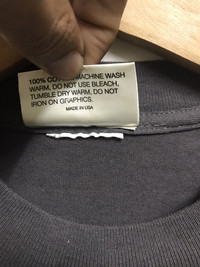 100% COTTON MACHINE WASH
WARM, DO NOT USE BLEACH,
TUMBLE DRY WARM. DO NOT
IRON ON GRAPHICS.
MADE IN USA